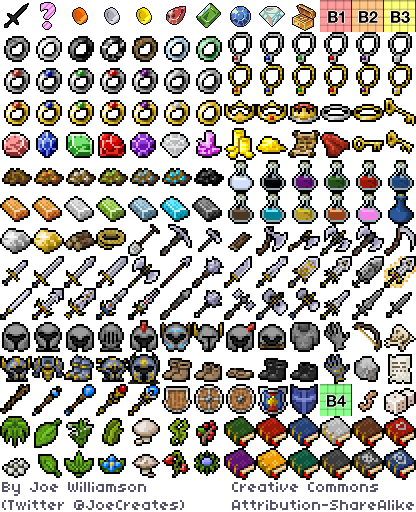 B1 B2 B3
B4
By Joe Williamson
(Twitter @JoeCreates)
Creative Commons
Attribution-ShareAlike